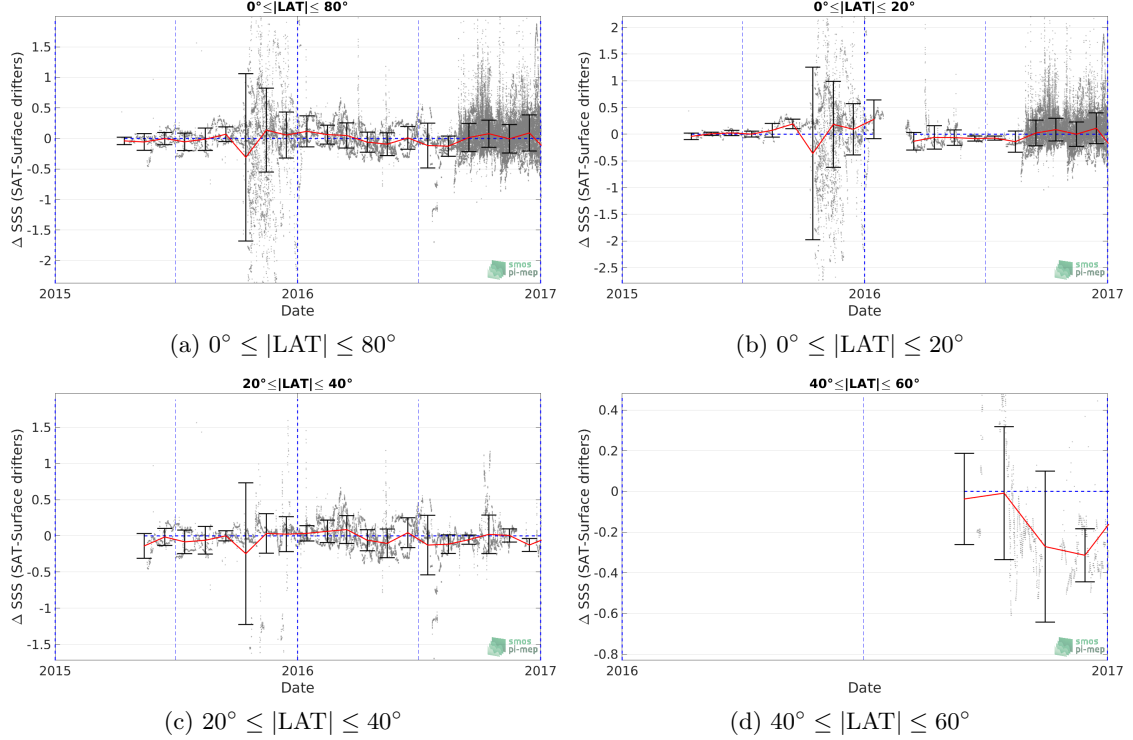 0°≤|LAT|≤ 80°
1.5
1
0.5
0
-0.5
-1
-1.5
-2
Δ SSS (SAT-Surface drifters)
2015
2016
2017
Date
smos
pi-mep
(a) 0° ≤ |LAT| ≤ 80°
0°≤|LAT|≤ 20°
2
1.5
1
0.5
0
-0.5
-1
-1.5
-2
-2.5
Δ SSS (SAT-Surface drifters)
2015
2016
2017
Date
smos
pi-mep
(b) 0° ≤ |LAT| ≤ 20°
20°≤|LAT|≤ 40°
1.5
1
0.5
0
-0.5
-1
-1.5
Δ SSS (SAT-Surface drifters)
2015
2016
2017
Date
smos
pi-mep
(c) 20° ≤ |LAT| ≤ 40°
40°≤|LAT|≤ 60°
0.4
0.2
0
-0.2
-0.4
-0.6
-0.8
Δ SSS (SAT-Surface drifters)
2016
2017
Date
smos
pi-mep
(d) 40° ≤ |LAT| ≤ 60°